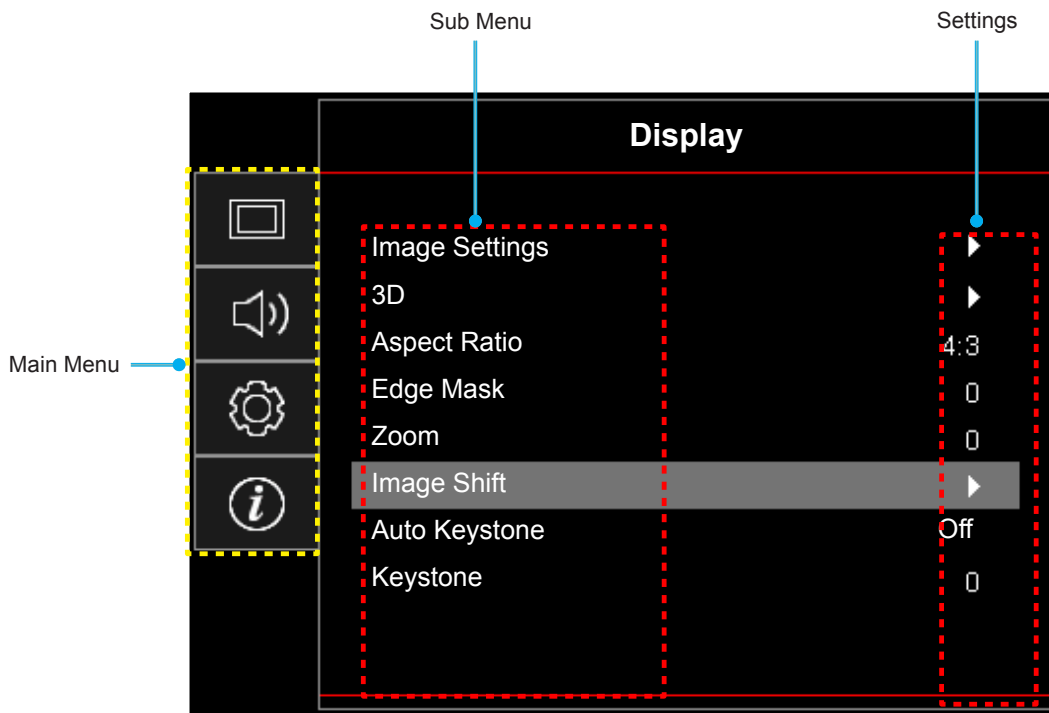 Sub Menu
Settings
Display
Main Menu
Image Settings
3D
Aspect Ratio 4:3
Edge Mask 0
Zoom 0
Image Shift
Auto Keystone Off
Keystone 0